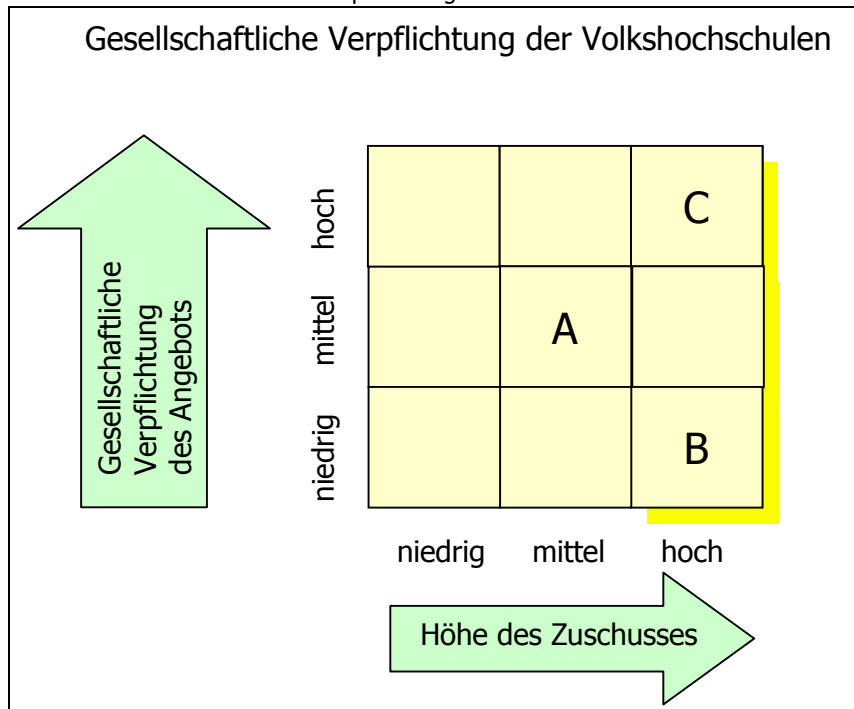 Gesellschaftliche Verpflichtung der Volkshochschulen
Gesellschaftliche
Verpflichtung
des Angebots
hoch
mittel
niedrig
C
A
B
niedrig
mittel
hoch
Höhe des Zuschusses